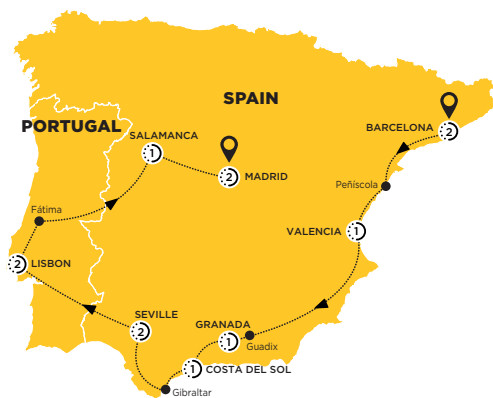 SPAIN
PORTUGAL
SALAMANCA
1
BARCELONA
2
2
MADRID
Peñíscola
Fátima
VALENCIA
1
2
LISBON
SEVILLE
2
GRANADA
1
Guadix
1
COSTA DEL SOL
Gibraltar